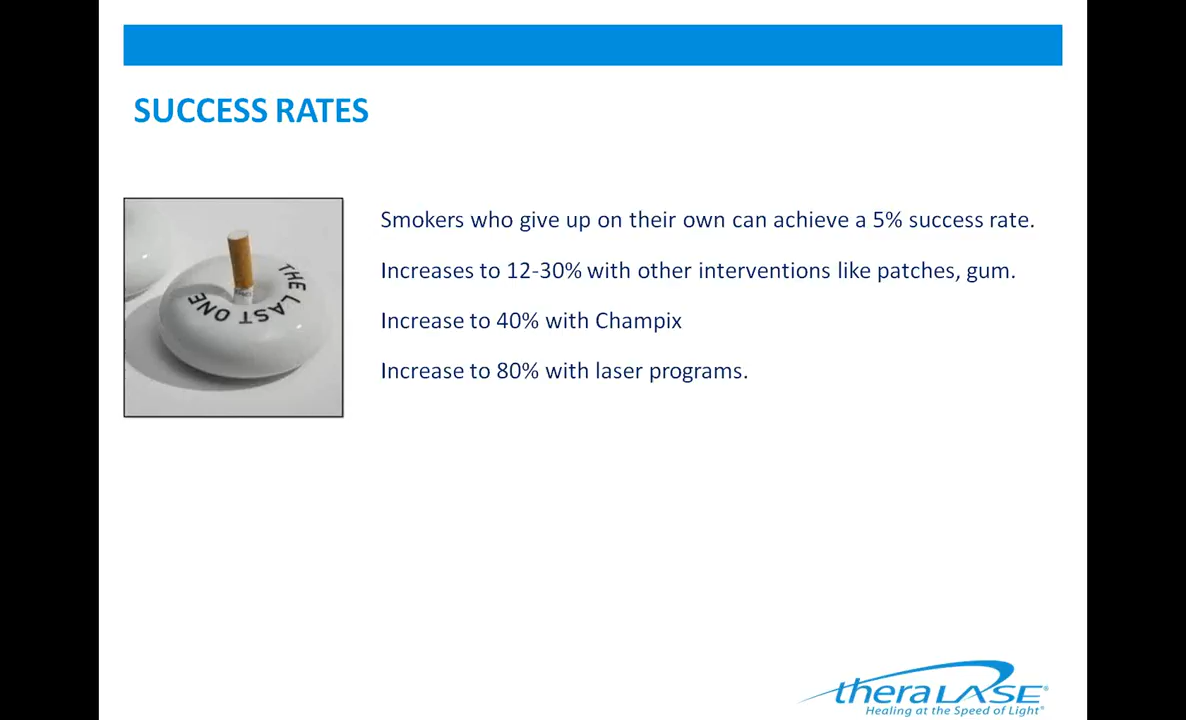 SUCCESS RATES
THE LAST ONE
Smokers who give up on their own can achieve a 5% success rate.
Increases to 12-30% with other interventions like patches, gum.
Increase to 40% with Champix
Increase to 80% with laser programs.
theraLASE®
Healing at the Speed of Light®